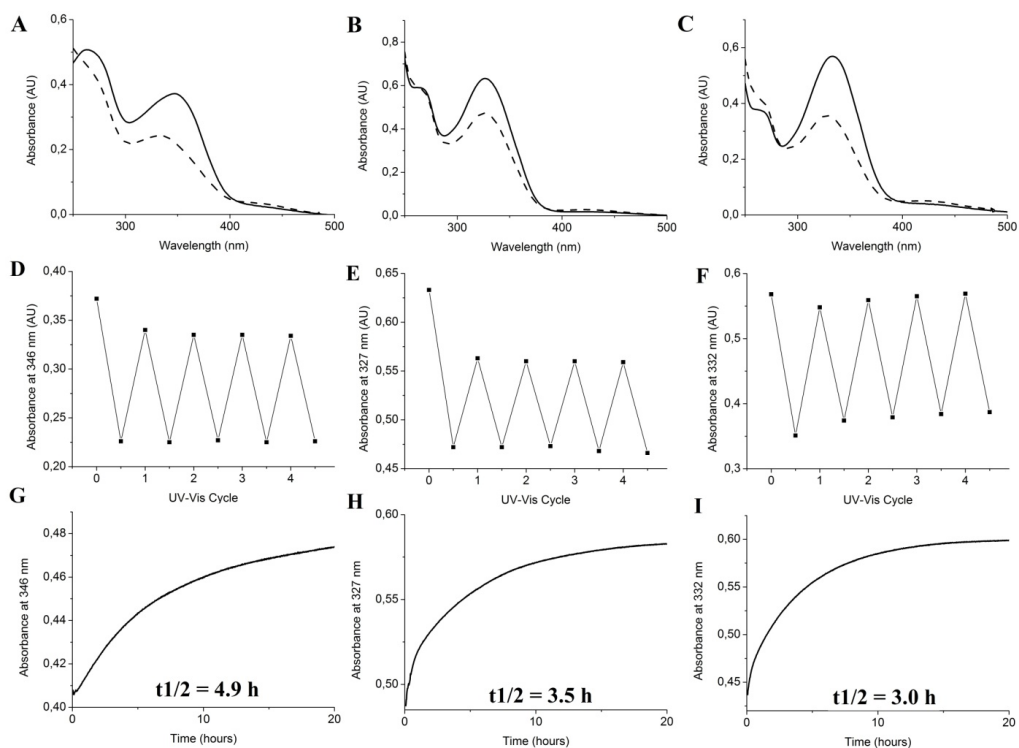 A
B
C
0,6
0,4
0,2
0,0
Absorbance (AU)
300
400
500
Wavelength (nm)
0,8
0,6
0,4
0,2
0,0
Absorbance (AU)
300
400
500
Wavelength (nm)
0,6
0,4
0,2
0,0
Absorbance (AU)
300
400
500
Wavelength (nm)
D
E
F
0,40
0,35
0,30
0,25
0,20
Absorbance at 346 nm (AU)
0
1
2
3
4
UV-Vis Cycle
0,65
0,60
0,55
0,50
0,45
Absorbance at 327 nm (AU)
0
1
2
3
4
UV-Vis Cycle
0,6
0,5
0,4
0,3
Absorbance at 332 nm (AU)
0
1
2
3
4
UV-Vis Cycle
G
H
I
0,48
0,46
0,44
0,42
0,40
Absorbance at 346 nm
t1/2 = 4.9 h
0
10
20
Time (hours)
0,60
0,55
0,50
Absorbance at 327 nm
t1/2 = 3.5 h
0
10
20
Time (hours)
0,60
0,55
0,50
0,45
Absorbance at 332 nm
t1/2 = 3.0 h
0
10
20
Time (hours)